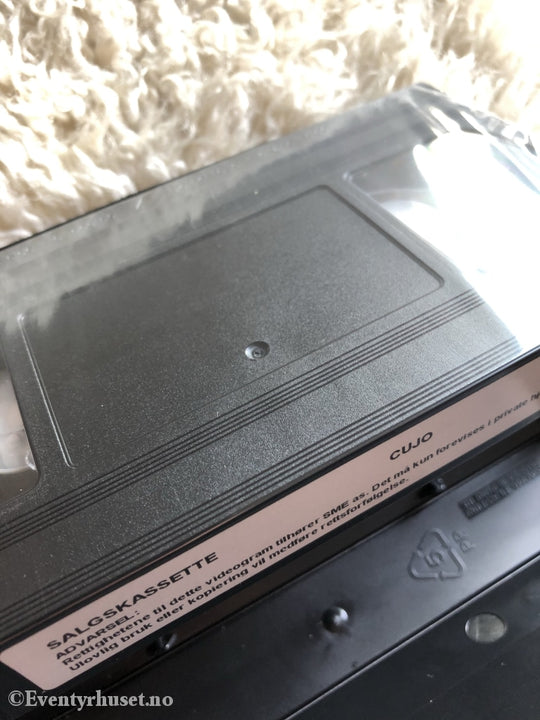 SALGSKASSETTE CUJO
ADVARSEL:
Rettighetene til dette videogram tilhører SME as. Det må kun forevises i private
Ulovlig bruk eller kopiering vil medføre rettsforfølgelse.
5
©Eventyrhuset.no